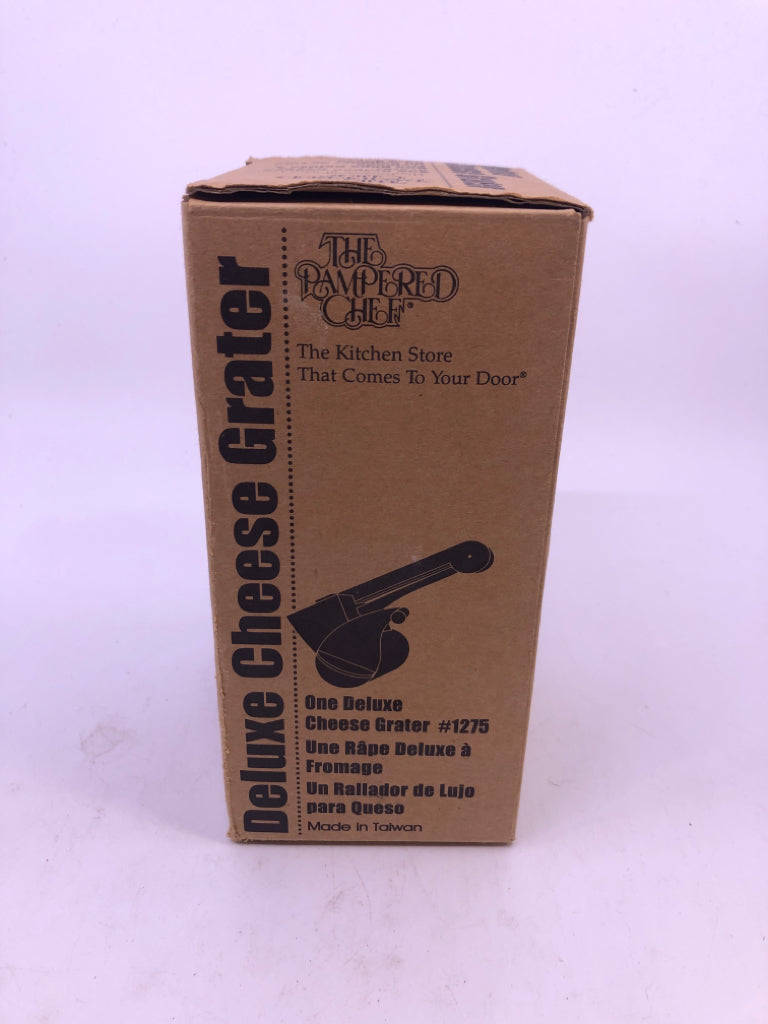 Deluxe Cheese Grater
THE
PAMPERED
CHEF®
The Kitchen Store
That Comes To Your Door®
One Deluxe
Cheese Grater #1275
Une Râpe Deluxe à
Fromage
Un Rallador de Lujo
para Queso
Made in Taiwan